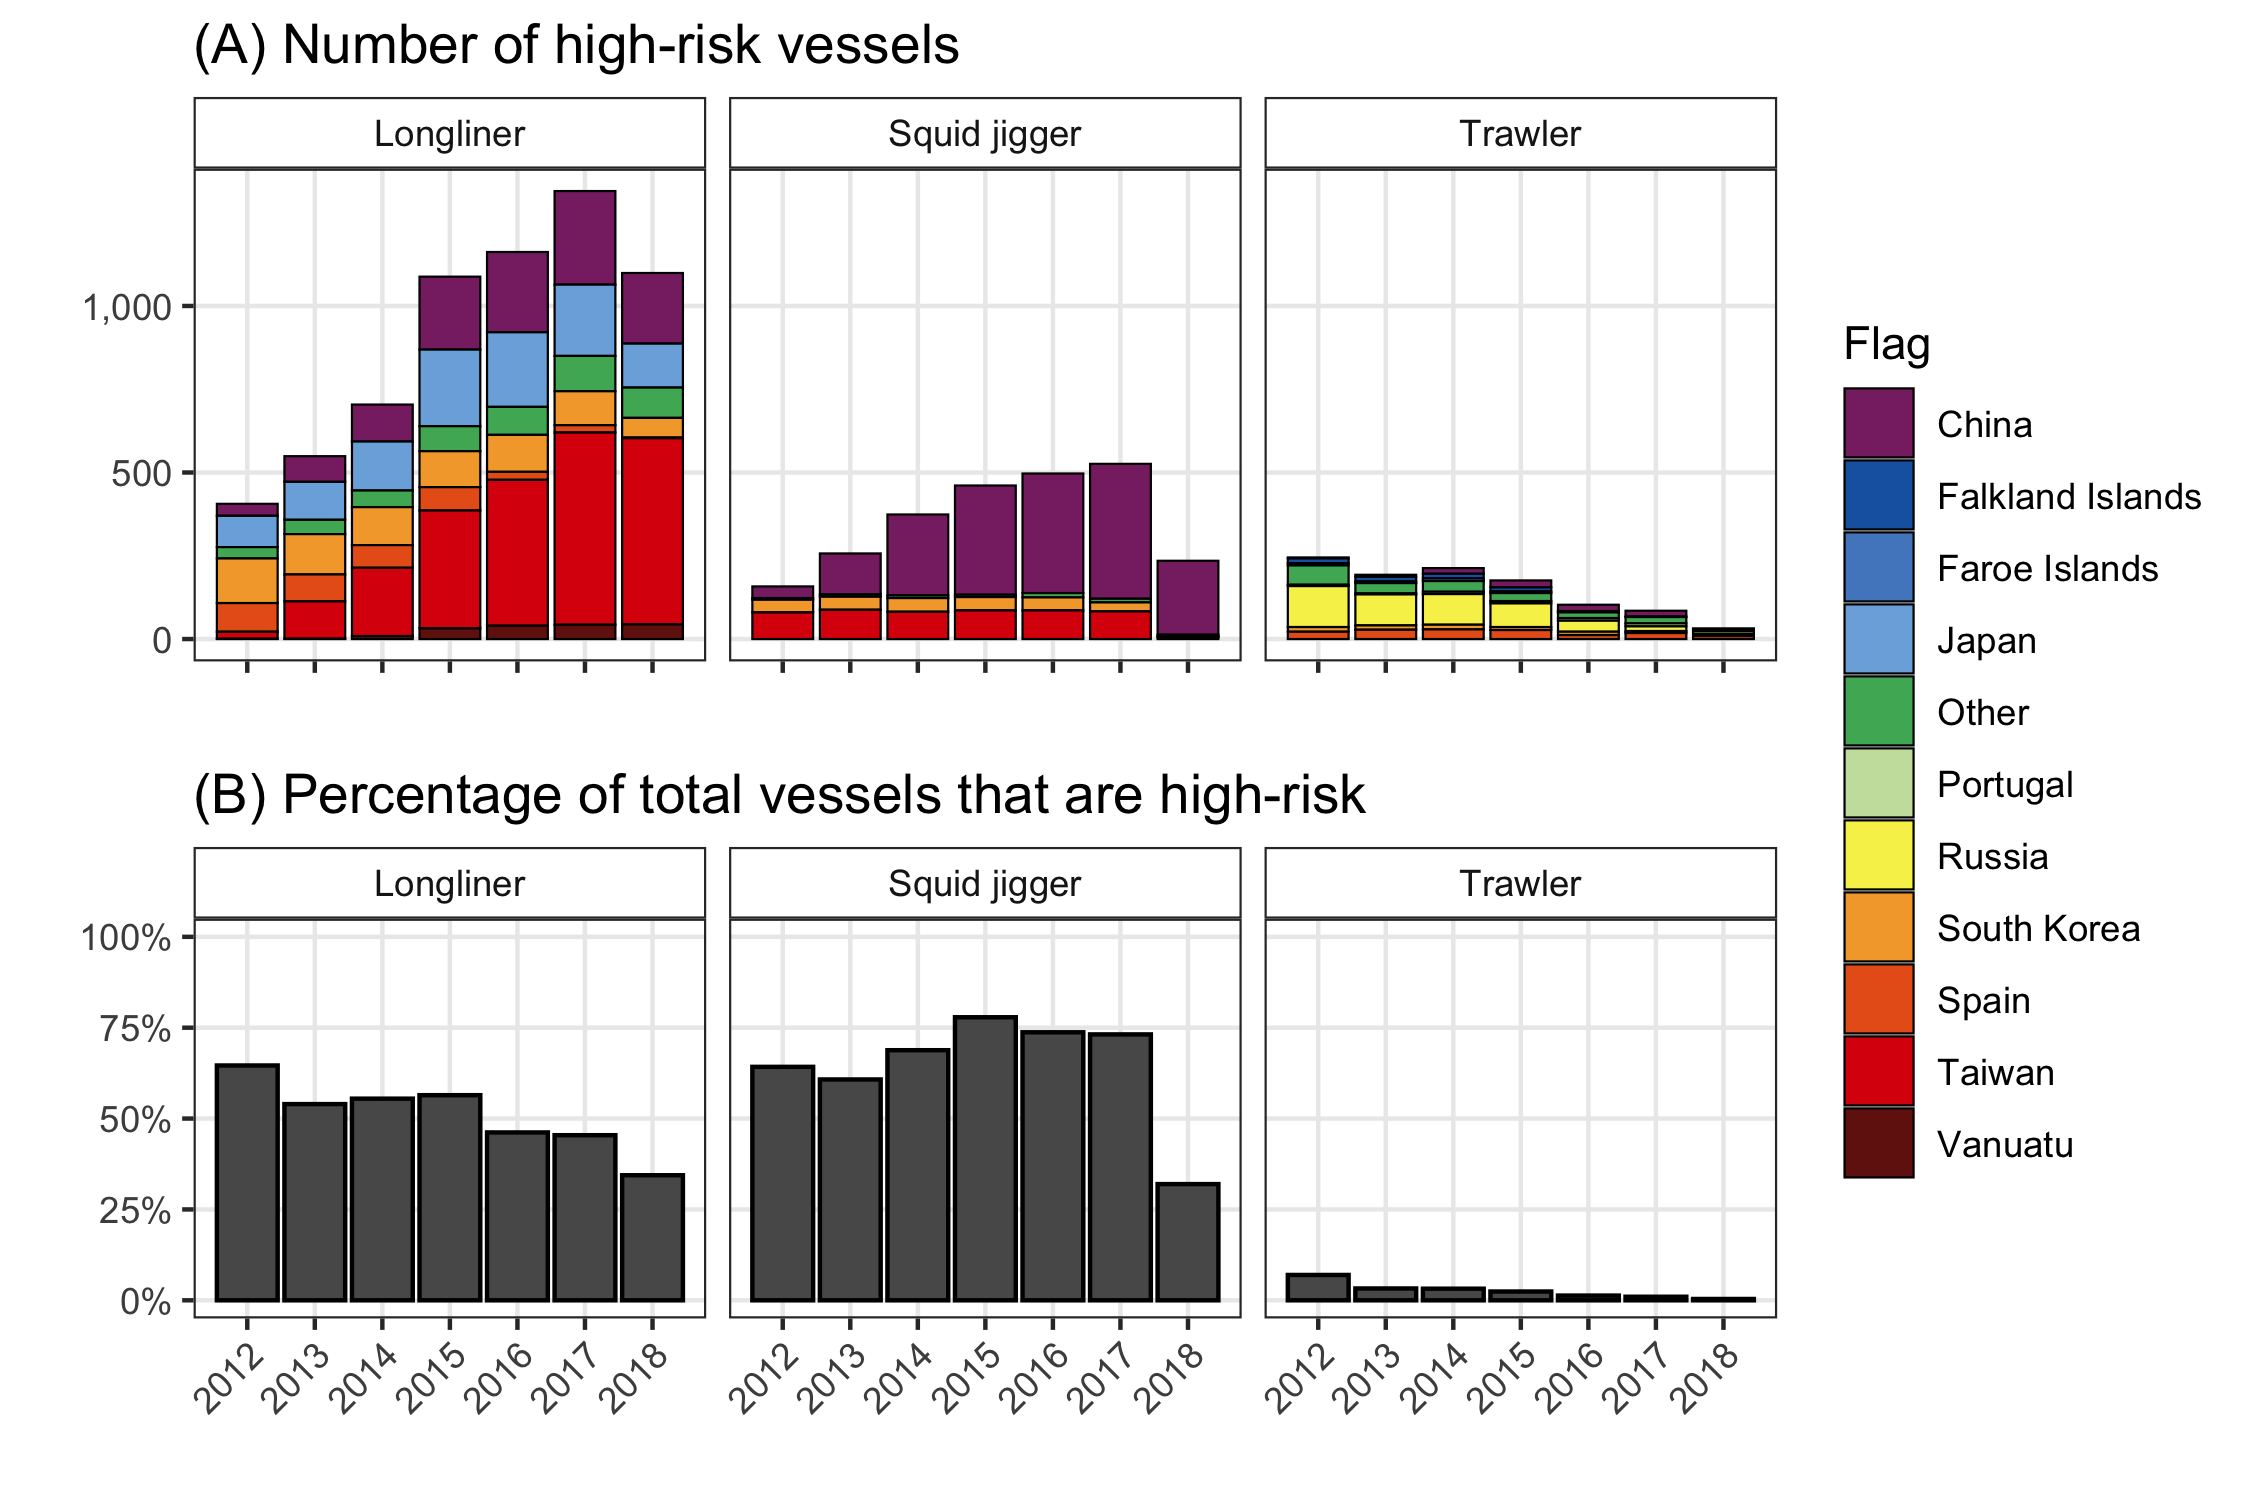 (A) Number of high-risk vessels
Longliner
Squid jigger
Trawler
1,000
500
0
(B) Percentage of total vessels that are high-risk
Longliner
Squid jigger
Trawler
100%
75%
50%
25%
0%
2012 2013 2014 2015 2016 2017 2018
2012 2013 2014 2015 2016 2017 2018
2012 2013 2014 2015 2016 2017 2018
Flag
China
Falkland Islands
Faroe Islands
Japan
Other
Portugal
Russia
South Korea
Spain
Taiwan
Vanuatu